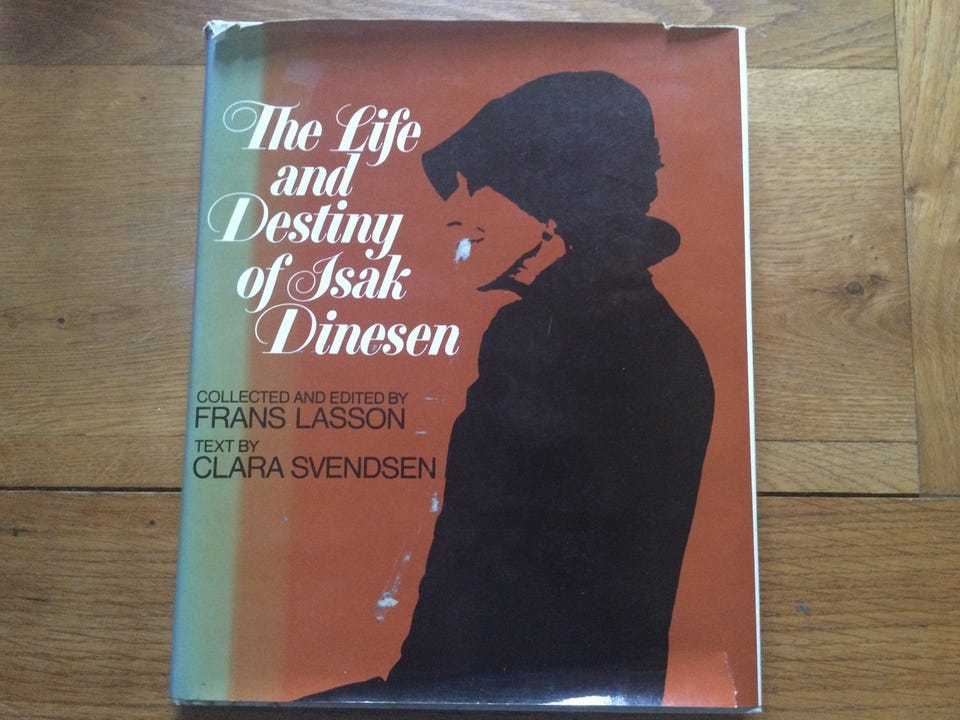 The Life
and
Destiny
of Isak
Dinesen
COLLECTED AND EDITED BY
FRANS LASSON
TEXT BY
CLARA SVENDSEN